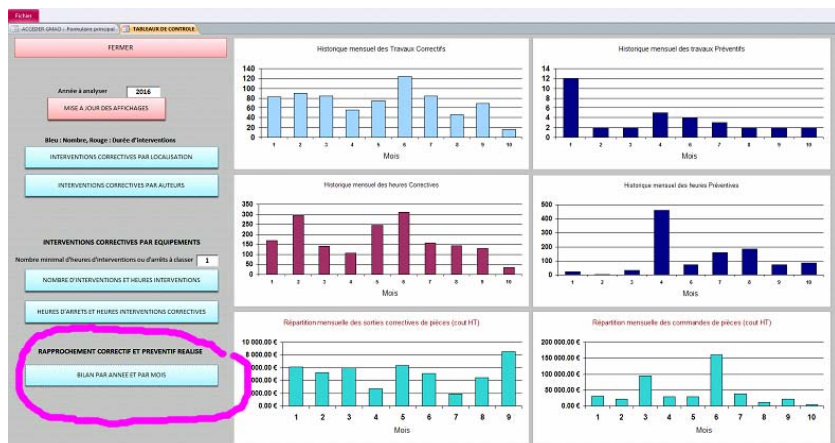 Fichier
ACCEDER GMAO : Formulaire principal
TABLEAUX DE CONTROLE
FERMER
Année à analyser 2016
MISE A JOUR DES AFFICHAGES
Bleu : Nombre, Rouge : Durée d'interventions
INTERVENTIONS CORRECTIVES PAR LOCALISATION
INTERVENTIONS CORRECTIVES PAR AUTEURS
INTERVENTIONS CORRECTIVES PAR EQUIPEMENTS
Nombre minimal d'heures d'interventions ou d'arrêts à classer 1
NOMBRE D'INTERVENTIONS ET HEURES INTERVENTIONS
HEURES D'ARRETS ET HEURES INTERVENTIONS CORRECTIVES
RAPPROCHEMENT CORRECTIF ET PREVENTIF REALISE
BILAN PAR ANNEE ET PAR MOIS
Historique mensuel des Travaux Correctifs
140
120
100
80
60
40
20
0
1 2 3 4 5 6 7 8 9 10
Mois
Historique mensuel des travaux Préventifs
14
12
10
8
6
4
2
0
1 2 3 4 5 6 7 8 9 10
Mois
Historique mensuel des heures Correctives
350
300
250
200
150
100
50
0
1 2 3 4 5 6 7 8 9 10
Mois
Historique mensuel des heures Préventives
500
400
300
200
100
0
1 2 3 4 5 6 7 8 9 10
Mois
Répartition mensuelle des sorties correctives de pièces (cout HT)
10 000.00 €
000.00 €
000.00 €
000.00 €
000.00 €
0.00 €
1 2 3 4 5 6 7 8 9
Mois
Répartition mensuelle des commandes de pièces (cout HT)
200 000.00 €
150 000.00 €
100 000.00 €
50 000.00 €
0.00 €
1 2 3 4 5 6 7 8 9 10
Mois